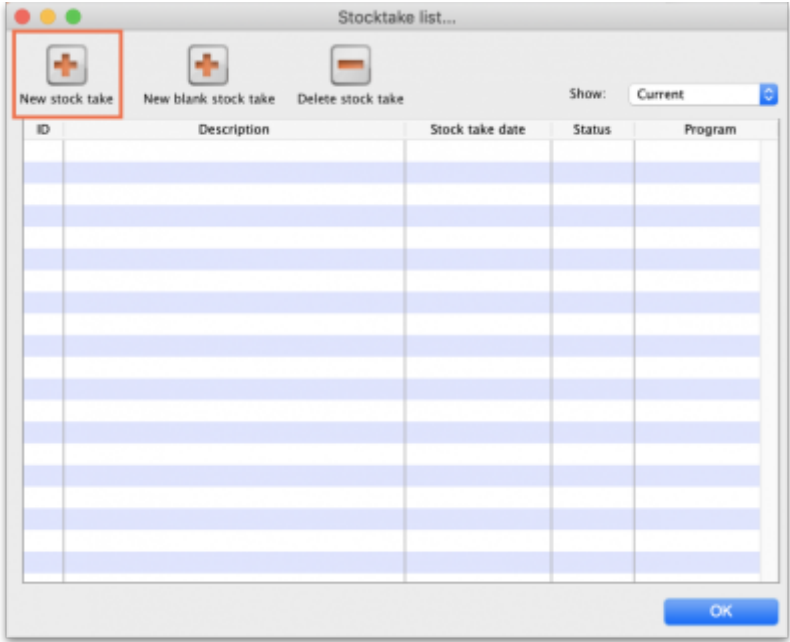 Stocktake list...
New stock take
New blank stock take
Delete stock take
Show:
Current
ID
Description
Stock take date
Status
Program
OK